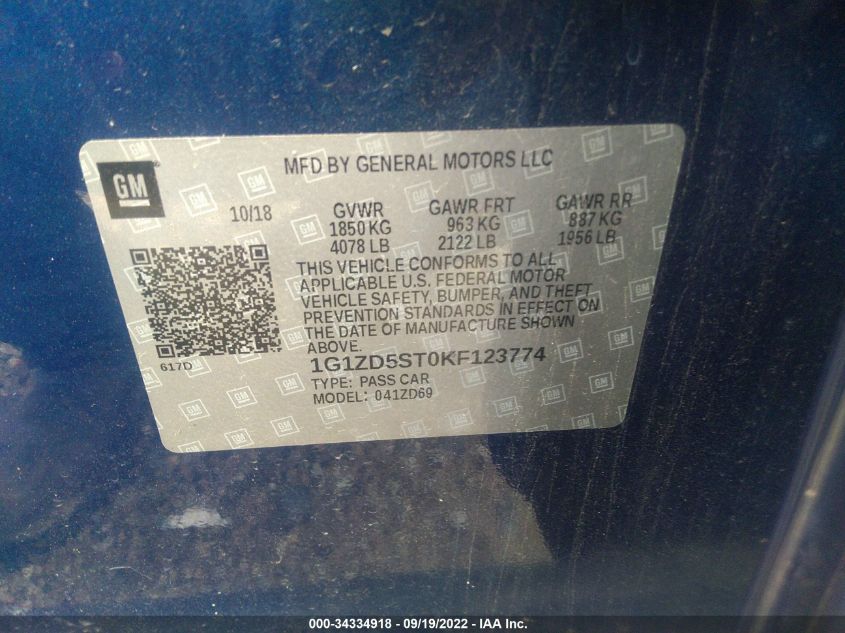 GM
MFD BY GENERAL MOTORS LLC
10/18
GVWR
1850 KG
4078 LB
GAWR FRT
963 KG
2122 LB
GAWR RR
887 KG
1956 LB
THIS VEHICLE CONFORMS TO ALL
APPLICABLE U.S. FEDERAL MOTOR
VEHICLE SAFETY, BUMPER, AND THEFT
PREVENTION STANDARDS IN EFFECT ON
THE DATE OF MANUFACTURE SHOWN
ABOVE.
617D
1G1ZD5ST0KF123774
TYPE: PASS CAR
MODEL: 041ZD69
000-34334918 - 09/19/2022 - IAA Inc.